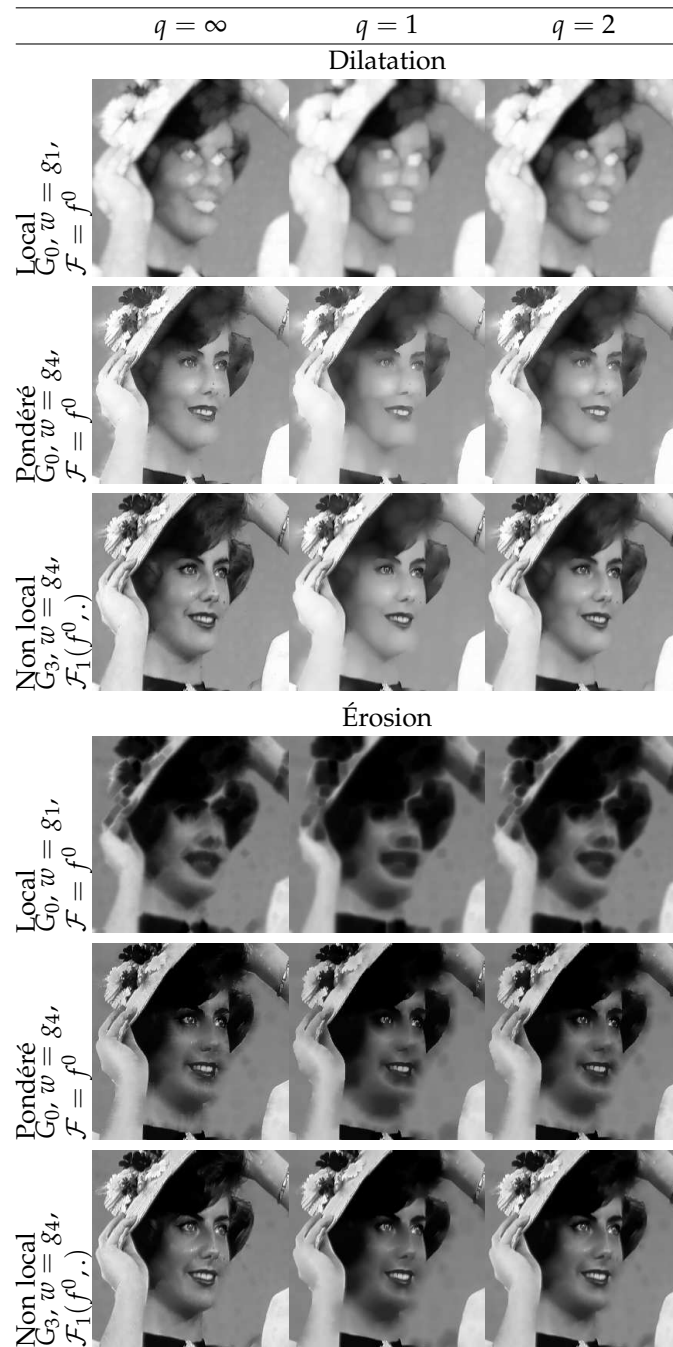 q = ∞ q = 1 q = 2
Dilatation
Local
G₀, w = g₁,
𝓕 = f⁰
Pondéré
G₀, w = g₄,
𝓕 = f⁰
Non local
G₃, w = g₄,
𝓕₁(f⁰, .)
Érosion
Local
G₀, w = g₁,
𝓕 = f⁰
Pondéré
G₀, w = g₄,
𝓕 = f⁰
Non local
G₃, w = g₄,
𝓕₁(f⁰, .)